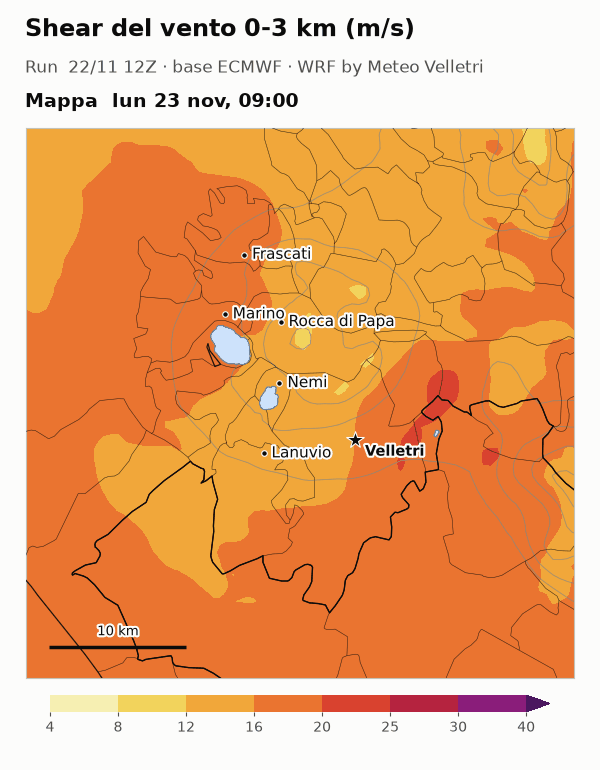 Shear del vento 0-3 km (m/s)
Run  22/11 12Z · base ECMWF · WRF by Meteo Velletri
Mappa  lun 23 nov, 09:00
Frascati
Marino
Rocca di Papa
Nemi
Velletri
Lanuvio
10 km
4 8 12 16 20 25 30 40